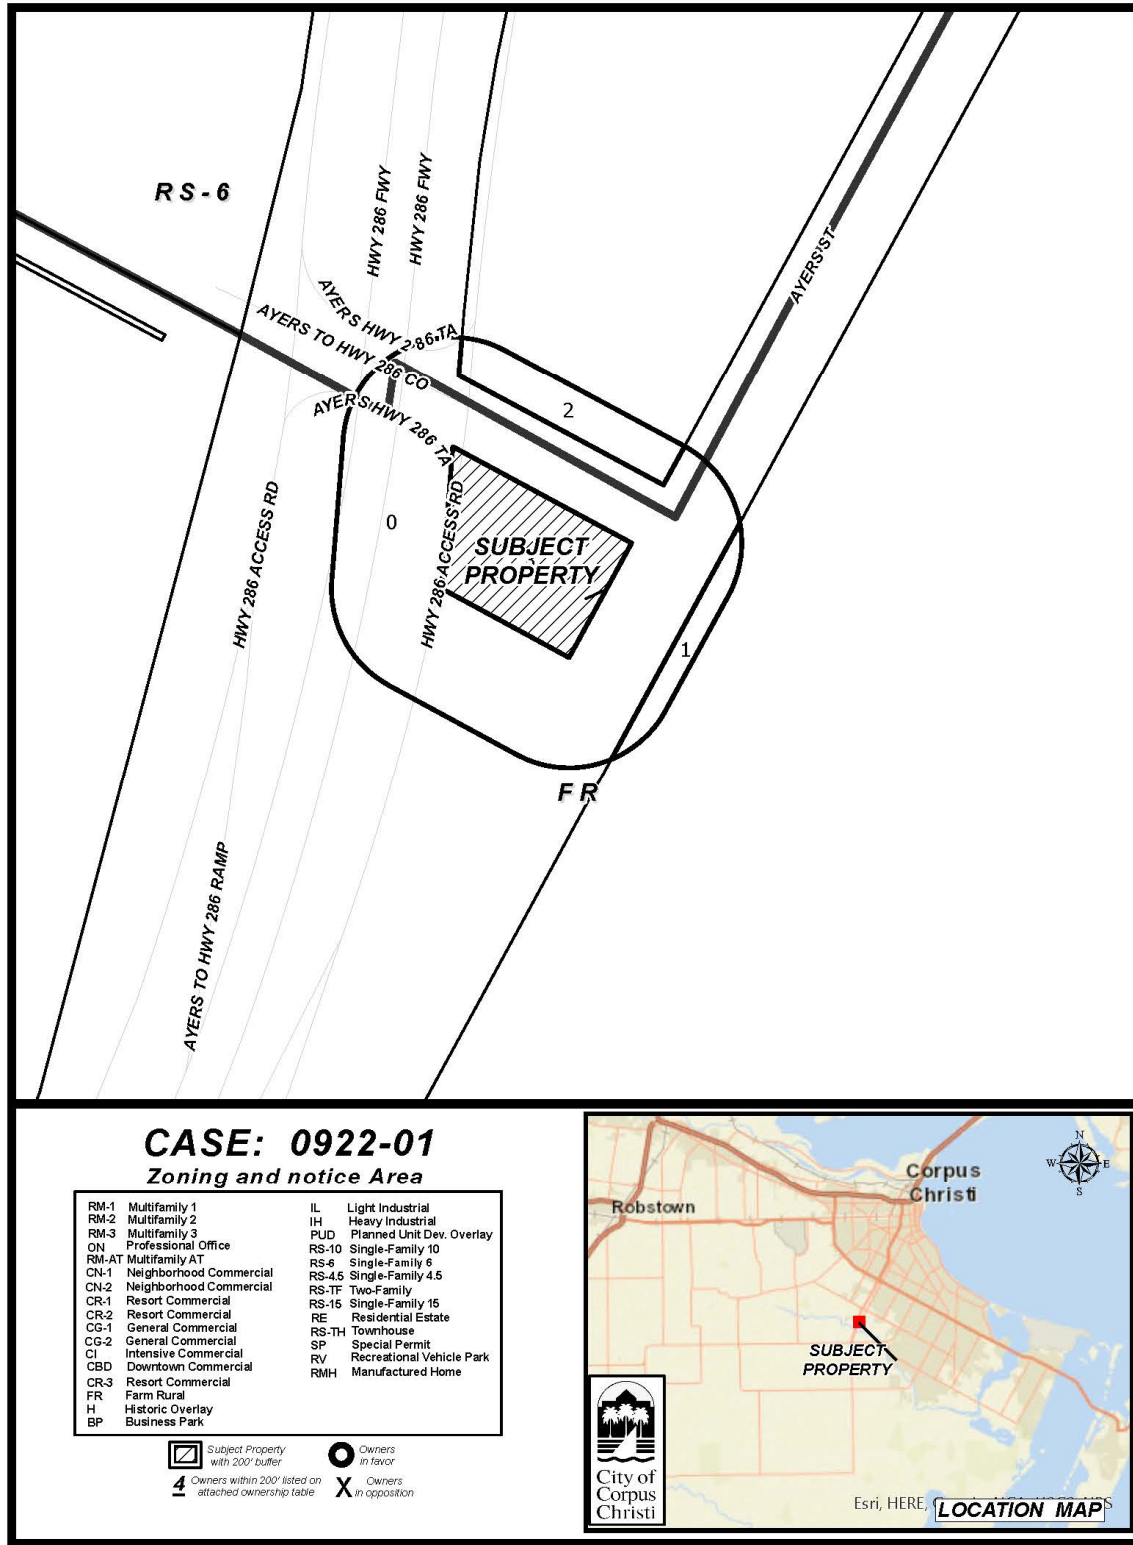 RS-6
HWY 286 FWY
HWY 286 FWY
AYERS ST
AYERS HWY 286 TA
AYERS TO HWY 286 CO
AYERS HWY 286 TA
2
0
HWY 286 ACCESS RD
HWY 286 ACCESS RD
SUBJECT
PROPERTY
1
FR
AYERS TO HWY 286 RAMP
CASE: 0922-01
Zoning and notice Area
RM-1 Multifamily 1
RM-2 Multifamily 2
RM-3 Multifamily 3
ON Professional Office
RM-AT Multifamily AT
CN-1 Neighborhood Commercial
CN-2 Neighborhood Commercial
CR-1 Resort Commercial
CR-2 Resort Commercial
CG-1 General Commercial
CG-2 General Commercial
CI Intensive Commercial
CBD Downtown Commercial
CR-3 Resort Commercial
FR Farm Rural
H Historic Overlay
BP Business Park
IL Light Industrial
IH Heavy Industrial
PUD Planned Unit Dev. Overlay
RS-10 Single-Family 10
RS-6 Single-Family 6
RS-4.5 Single-Family 4.5
RS-TF Two-Family
RS-15 Single-Family 15
RE Residential Estate
RS-TH Townhouse
SP Special Permit
RV Recreational Vehicle Park
RMH Manufactured Home
Subject Property
with 200' buffer
Owners
in favor
4 Owners within 200' listed on
attached ownership table
X Owners
in opposition
Corpus
Christi
Robstown
N
W E
S
SUBJECT
PROPERTY
City of
Corpus
Christi
Esri, HERE,
LOCATION MAP